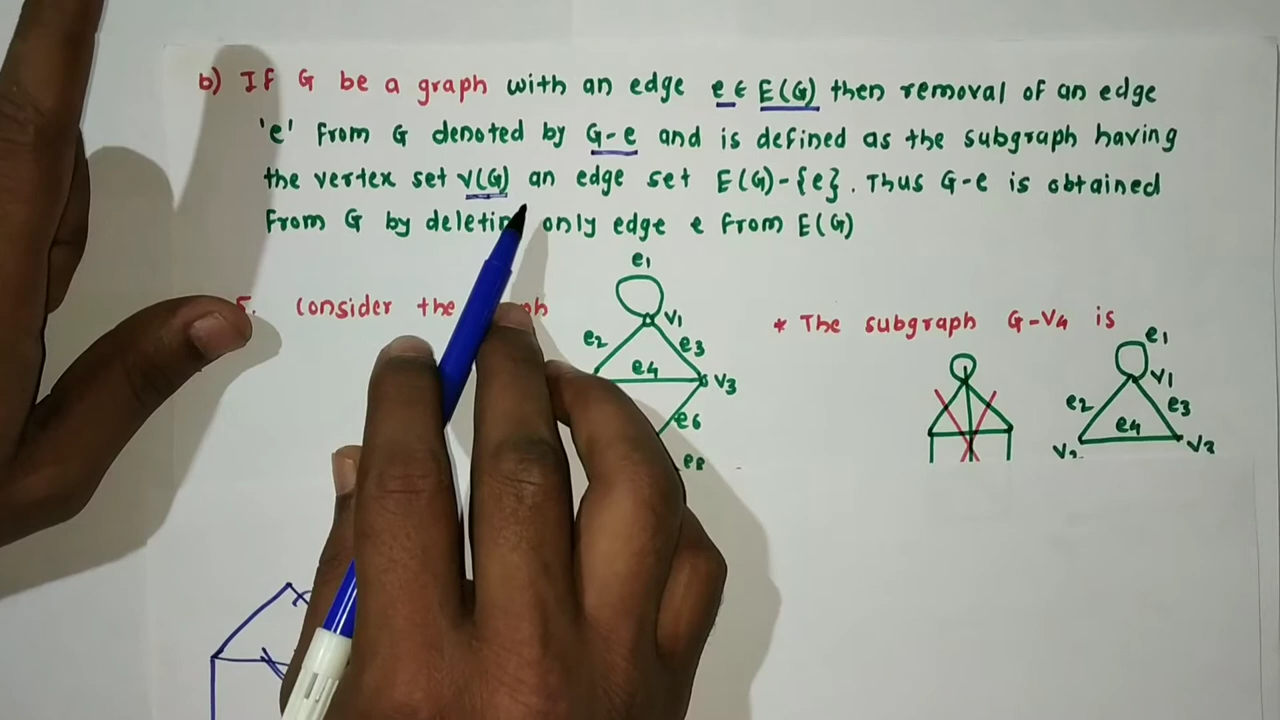 b) If G be a graph with an edge e ∈ E(G) then removal of an edge
'e' from G denoted by G-e and is defined as the subgraph having
the vertex set V(G) an edge set E(G)-{e}. Thus G-e is obtained
from G by only edge e from E(G)
e1
consider the
v1
* The subgraph G-V4 is
e2
e3
e4
v3
e6
e8
e1
v1
e2
e3
e4